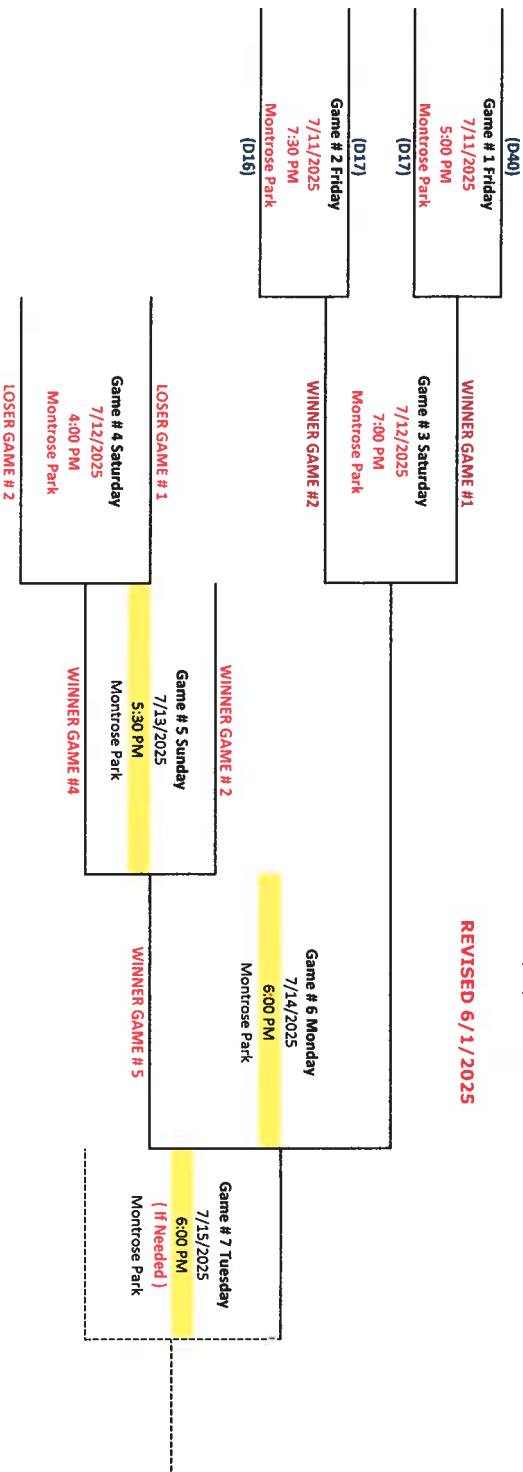 REVISED 6/1/2025
(D40)
Game # 1 Friday
7/11/2025
5:00 PM
Montrose Park
(D17)
(D17)
Game # 2 Friday
7/11/2025
7:30 PM
Montrose Park
(D16)
WINNER GAME #1
Game # 3 Saturday
7/12/2025
7:00 PM
Montrose Park
WINNER GAME #2
LOSER GAME # 1
Game # 4 Saturday
7/12/2025
4:00 PM
Montrose Park
LOSER GAME # 2
WINNER GAME # 2
Game # 5 Sunday
7/13/2025
5:30 PM
Montrose Park
WINNER GAME #4
Game # 6 Monday
7/14/2025
6:00 PM
Montrose Park
WINNER GAME # 5
Game # 7 Tuesday
7/15/2025
6:00 PM
( If Needed )
Montrose Park